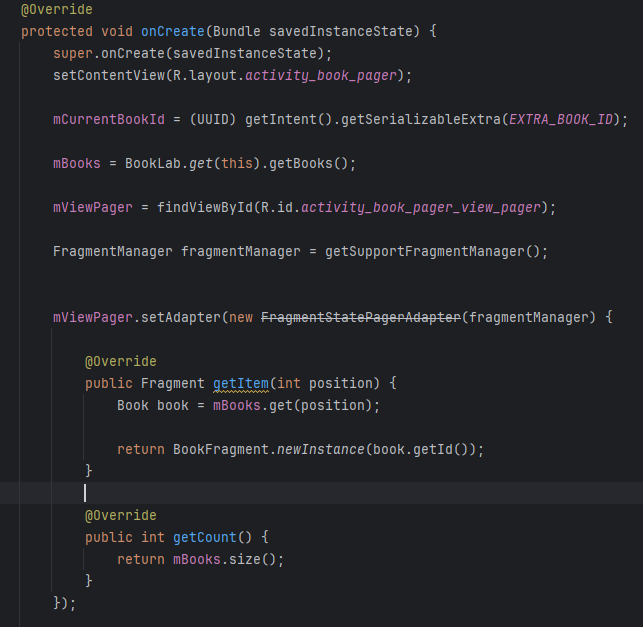 @Override
protected void onCreate(Bundle savedInstanceState) {
super.onCreate(savedInstanceState);
setContentView(R.layout.activity_book_pager);
mCurrentBookId = (UUID) getIntent().getSerializableExtra(EXTRA_BOOK_ID);
mBooks = BookLab.get(this).getBooks();
mViewPager = findViewById(R.id.activity_book_pager_view_pager);
FragmentManager fragmentManager = getSupportFragmentManager();
mViewPager.setAdapter(new FragmentStatePagerAdapter(fragmentManager) {
@Override
public Fragment getItem(int position) {
Book book = mBooks.get(position);
return BookFragment.newInstance(book.getId());
}
@Override
public int getCount() {
return mBooks.size();
}
});